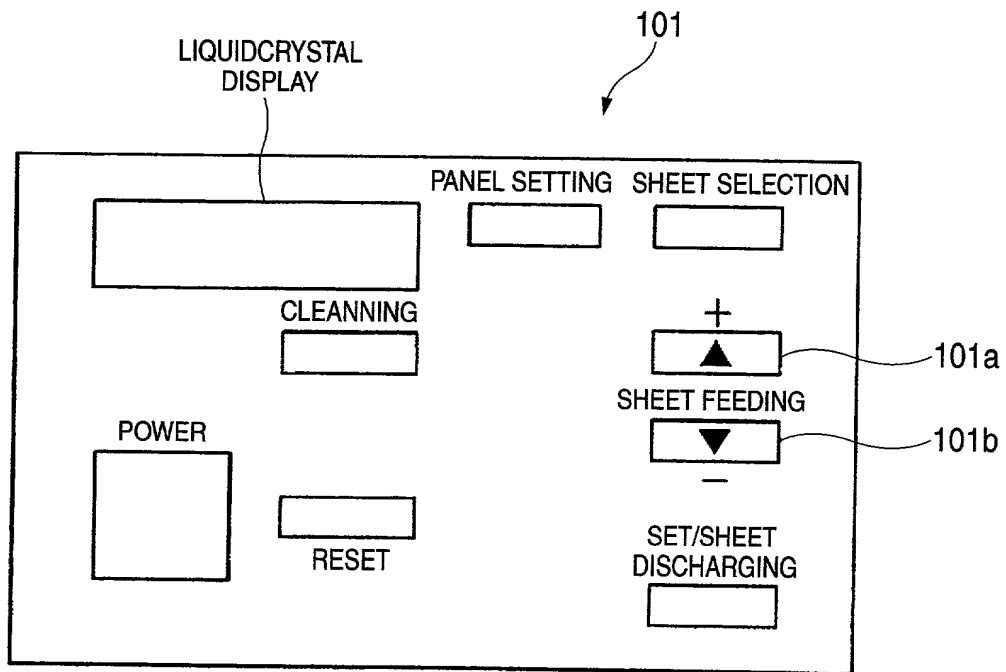 101
LIQUIDCRYSTAL
DISPLAY
PANEL SETTING
SHEET SELECTION
CLEANNING
+
101a
SHEET FEEDING
POWER
101b
−
RESET
SET/SHEET
DISCHARGING